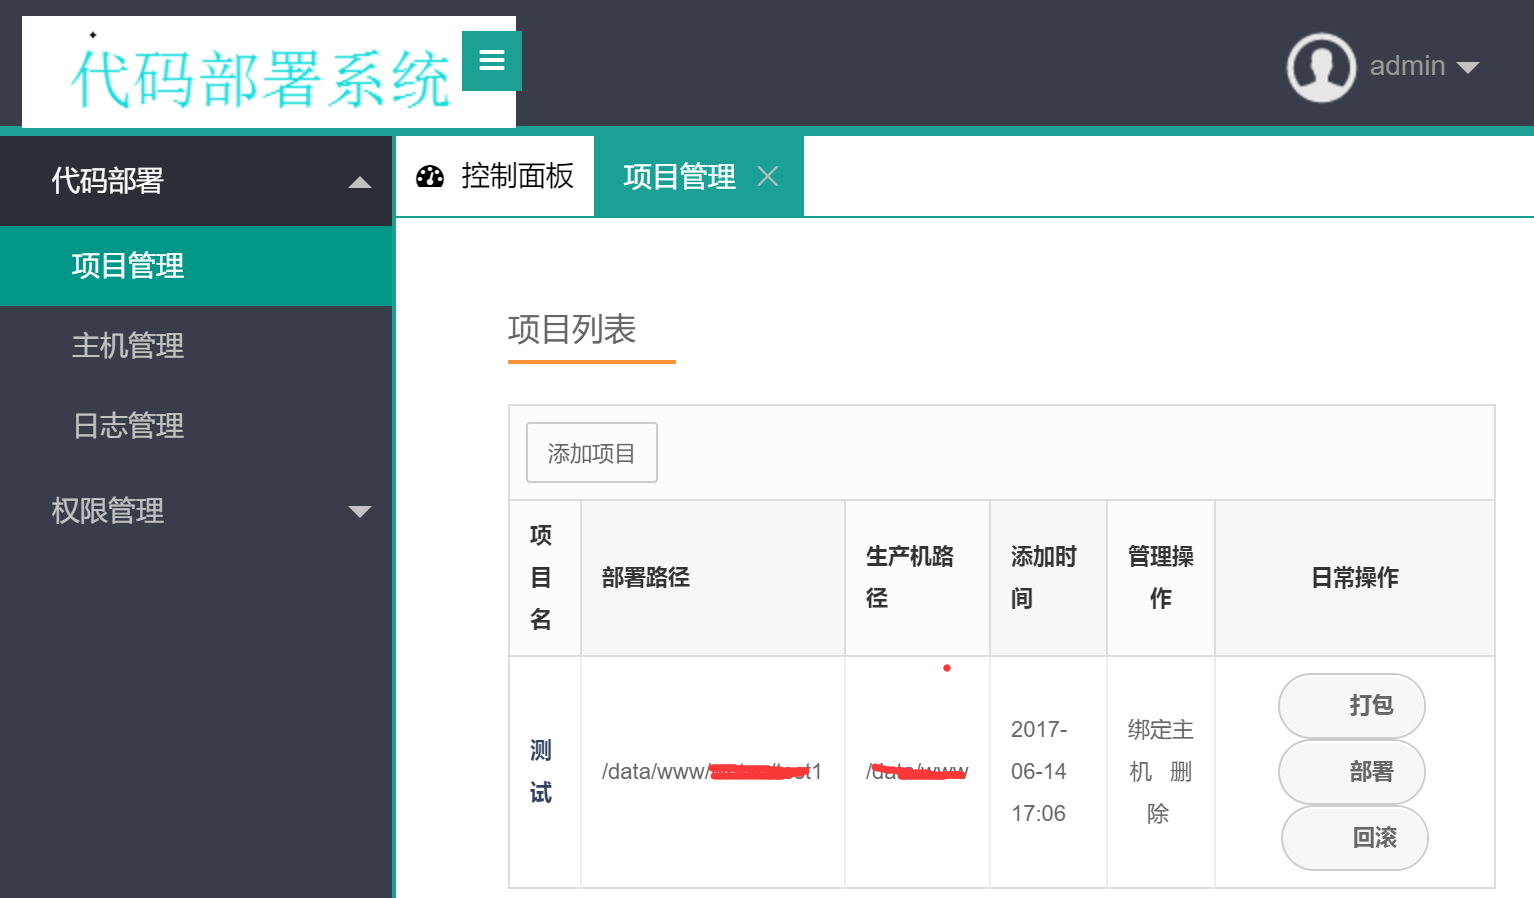 代码部署系统
admin
代码部署
控制面板
项目管理
项目管理
主机管理
日志管理
权限管理
项目列表
添加项目
项
目
名
部署路径
生产机路
径
添加时
间
管理操
作
日常操作
测
试
/data/www/
1
/data/www
2017-
06-14
17:06
绑定主
机 删
除
打包
部署
回滚